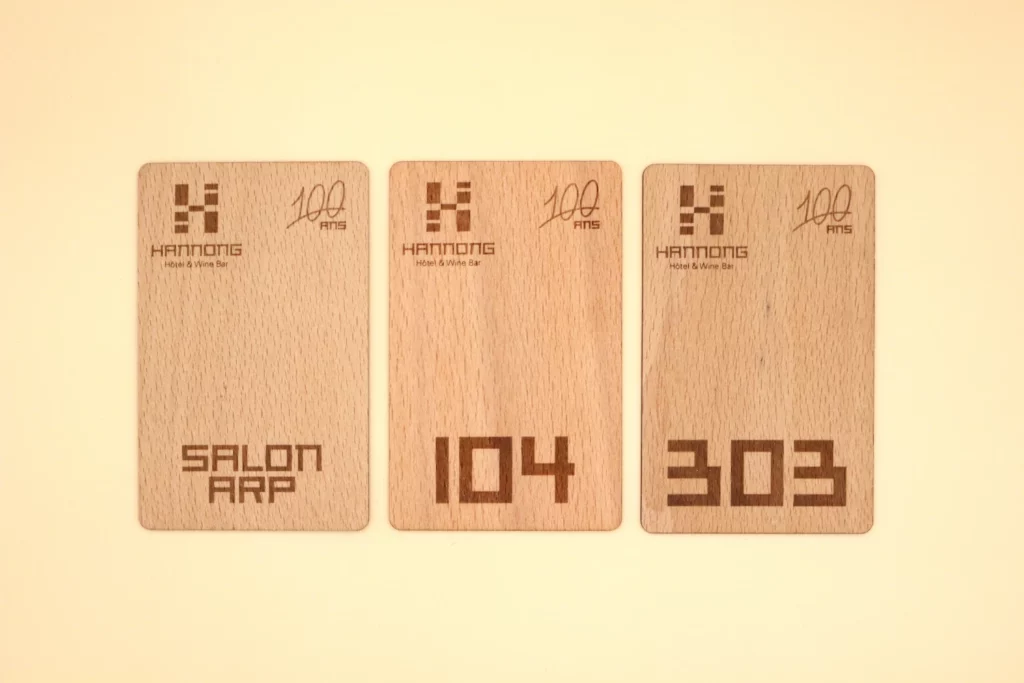 100
ANS
HANNONG
Hôtel & Wine Bar
SALON
ARP
100
ANS
HANNONG
Hôtel & Wine Bar
104
100
ANS
HANNONG
Hôtel & Wine Bar
303